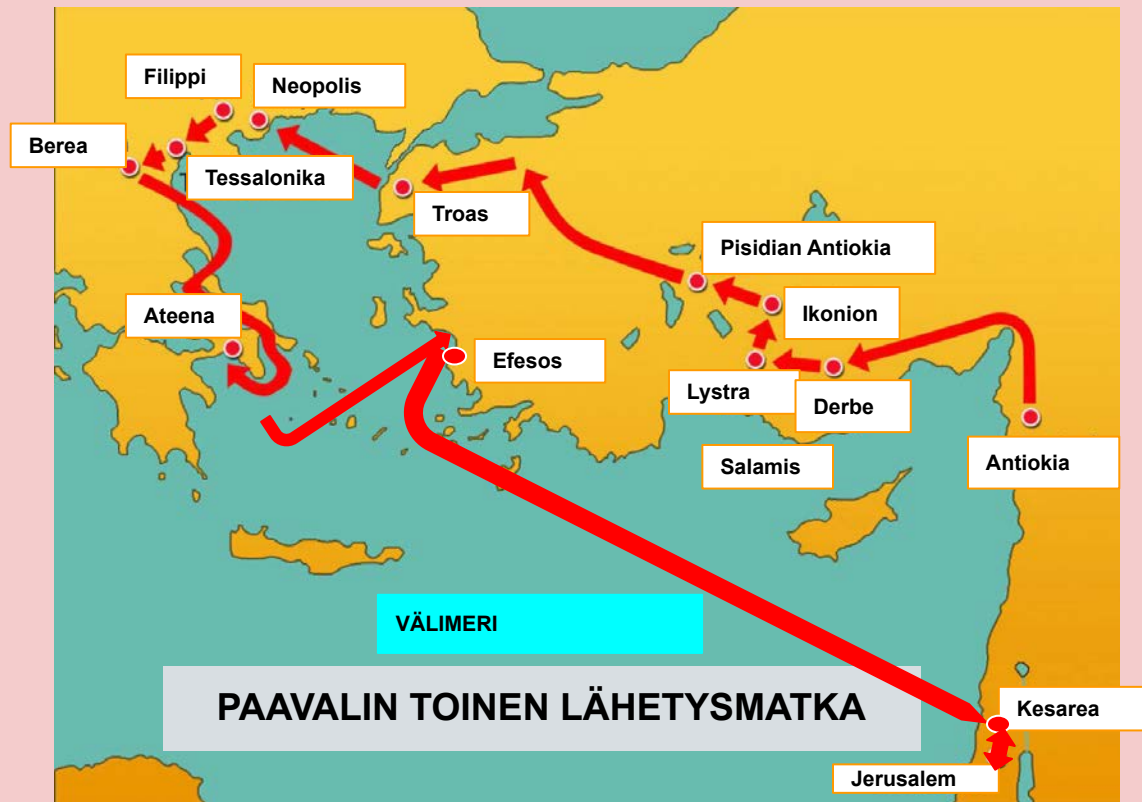 Filippi
Neopolis
Berea
Tessalonika
Troas
Pisidian Antiokia
Ateena
Ikonion
Efesos
Lystra
Derbe
Salamis
Antiokia
VÄLIMERI
PAAVALIN TOINEN LÄHETYSMATKA
Kesarea
Jerusalem